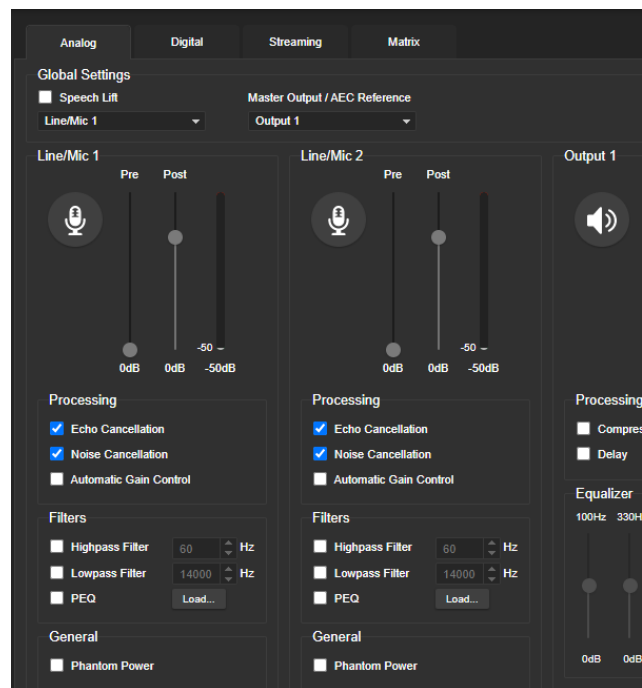 Analog Digital Streaming Matrix
Global Settings
Speech Lift Master Output / AEC Reference
Line/Mic 1 Output 1
Line/Mic 1 Line/Mic 2 Output 1
Pre Post Pre Post
-50 -50
0dB 0dB -50dB 0dB 0dB -50dB
Processing Processing Processing
Echo Cancellation Echo Cancellation Compres
Noise Cancellation Noise Cancellation Delay
Automatic Gain Control Automatic Gain Control
Equalizer
Filters Filters 100Hz 330H
Highpass Filter 60 Hz Highpass Filter 60 Hz
Lowpass Filter 14000 Hz Lowpass Filter 14000 Hz
PEQ Load... PEQ Load...
General General
0dB 0dB
Phantom Power Phantom Power